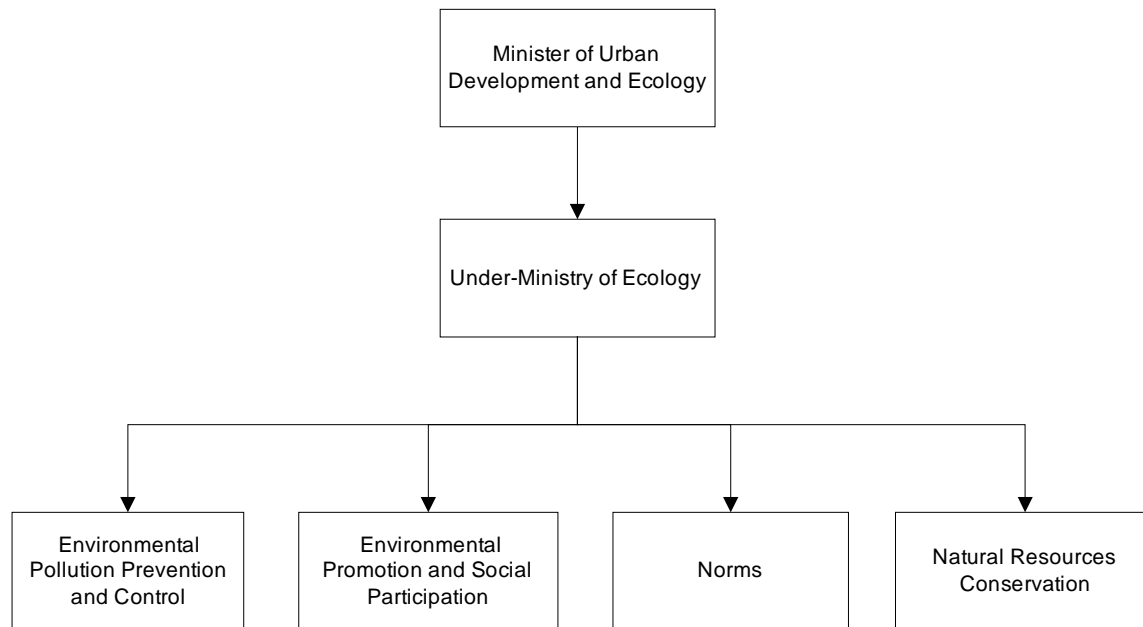 Minister of Urban
Development and Ecology
Under-Ministry of Ecology
Environmental
Pollution Prevention
and Control
Environmental
Promotion and Social
Participation
Norms
Natural Resources
Conservation